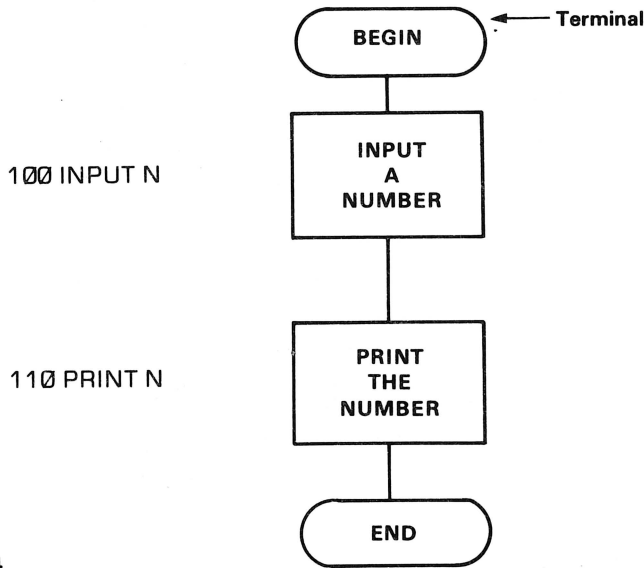 BEGIN
Terminal
100 INPUT N
INPUT
A
NUMBER
110 PRINT N
PRINT
THE
NUMBER
END